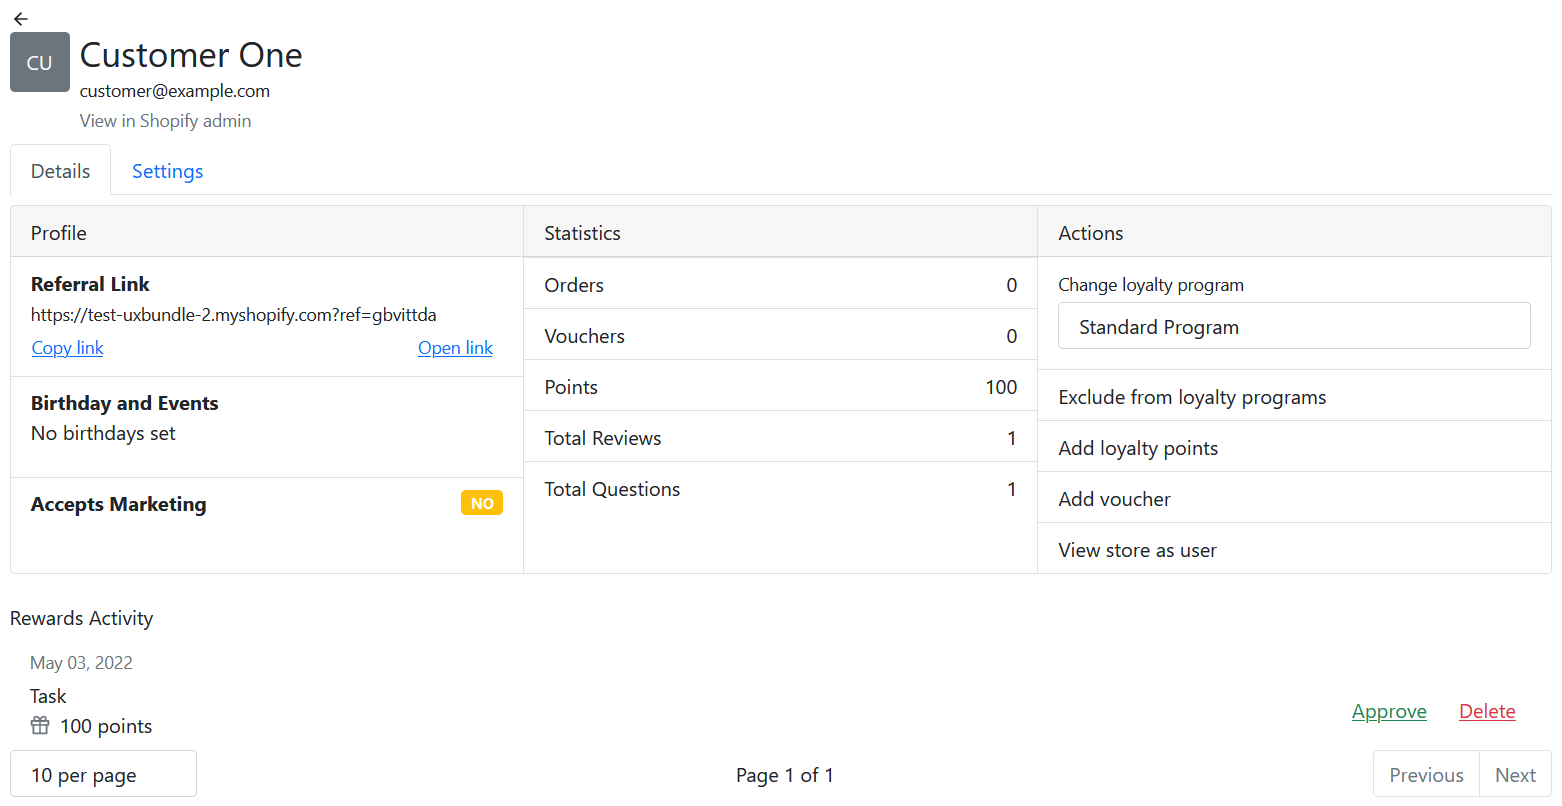 CU
Customer One
customer@example.com
View in Shopify admin
Details
Settings
Profile
Referral Link
https://test-uxbundle-2.myshopify.com?ref=gbvittda
Copy link
Open link
Birthday and Events
No birthdays set
Accepts Marketing
NO
Statistics
Orders 0
Vouchers 0
Points 100
Total Reviews 1
Total Questions 1
Actions
Change loyalty program
Standard Program
Exclude from loyalty programs
Add loyalty points
Add voucher
View store as user
Rewards Activity
May 03, 2022
Task
100 points
Approve
Delete
10 per page
Page 1 of 1
Previous
Next